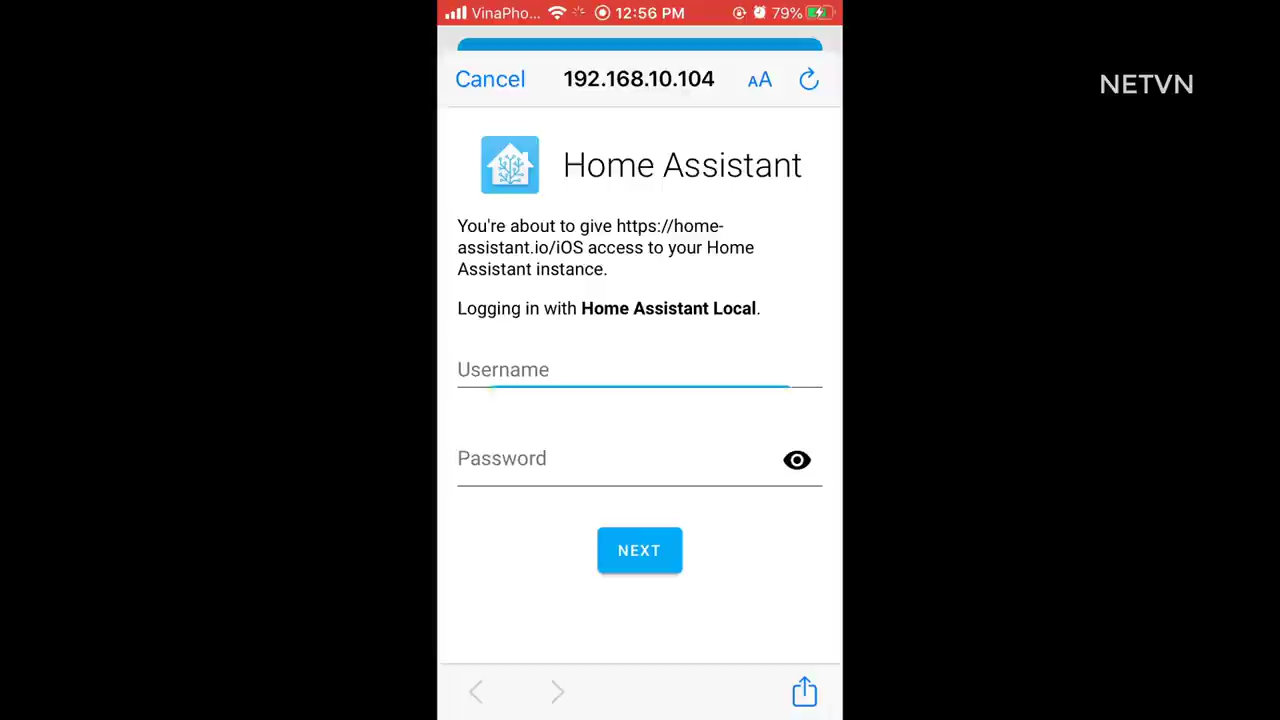 VinaPho... 12:56 PM 79%
Cancel 192.168.10.104 AA
NETVN
Home Assistant
You're about to give https://home-
assistant.io/iOS access to your Home
Assistant instance.
Logging in with Home Assistant Local.
Username
Password
NEXT